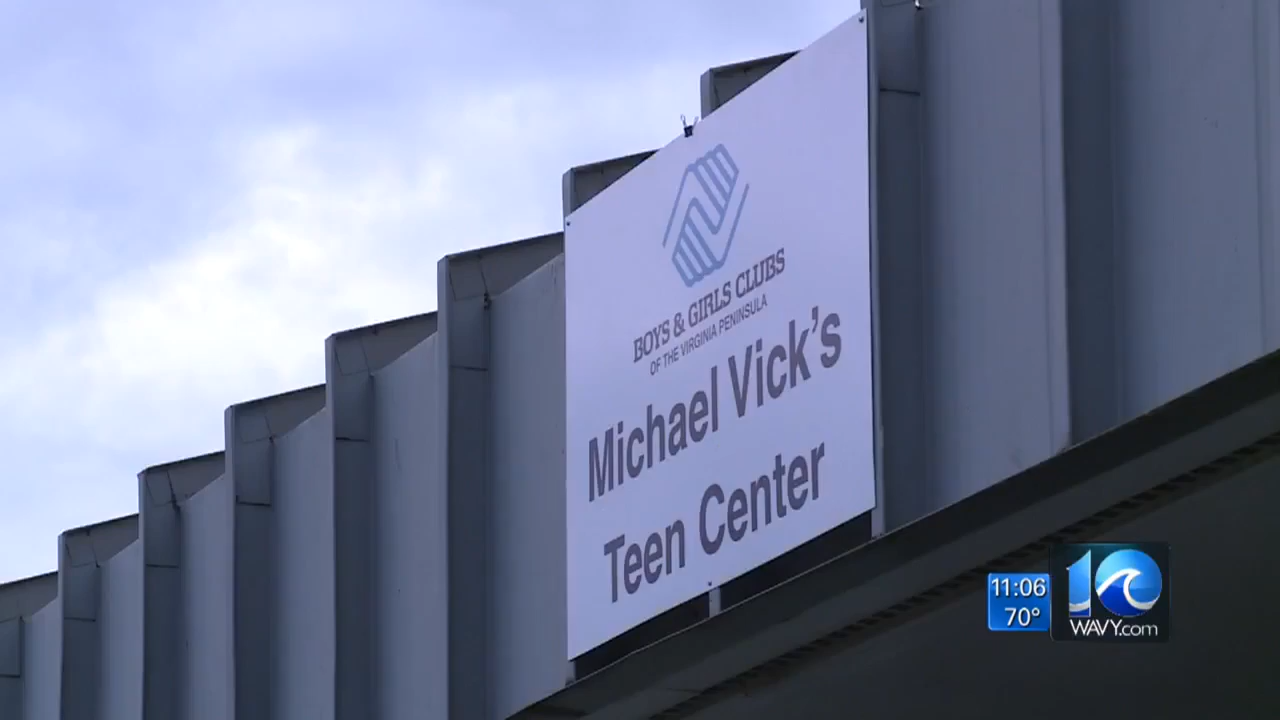 BOYS & GIRLS CLUBS
OF THE VIRGINIA PENINSULA
Michael Vick's
Teen Center
11:06
70°
10
WAVY.com